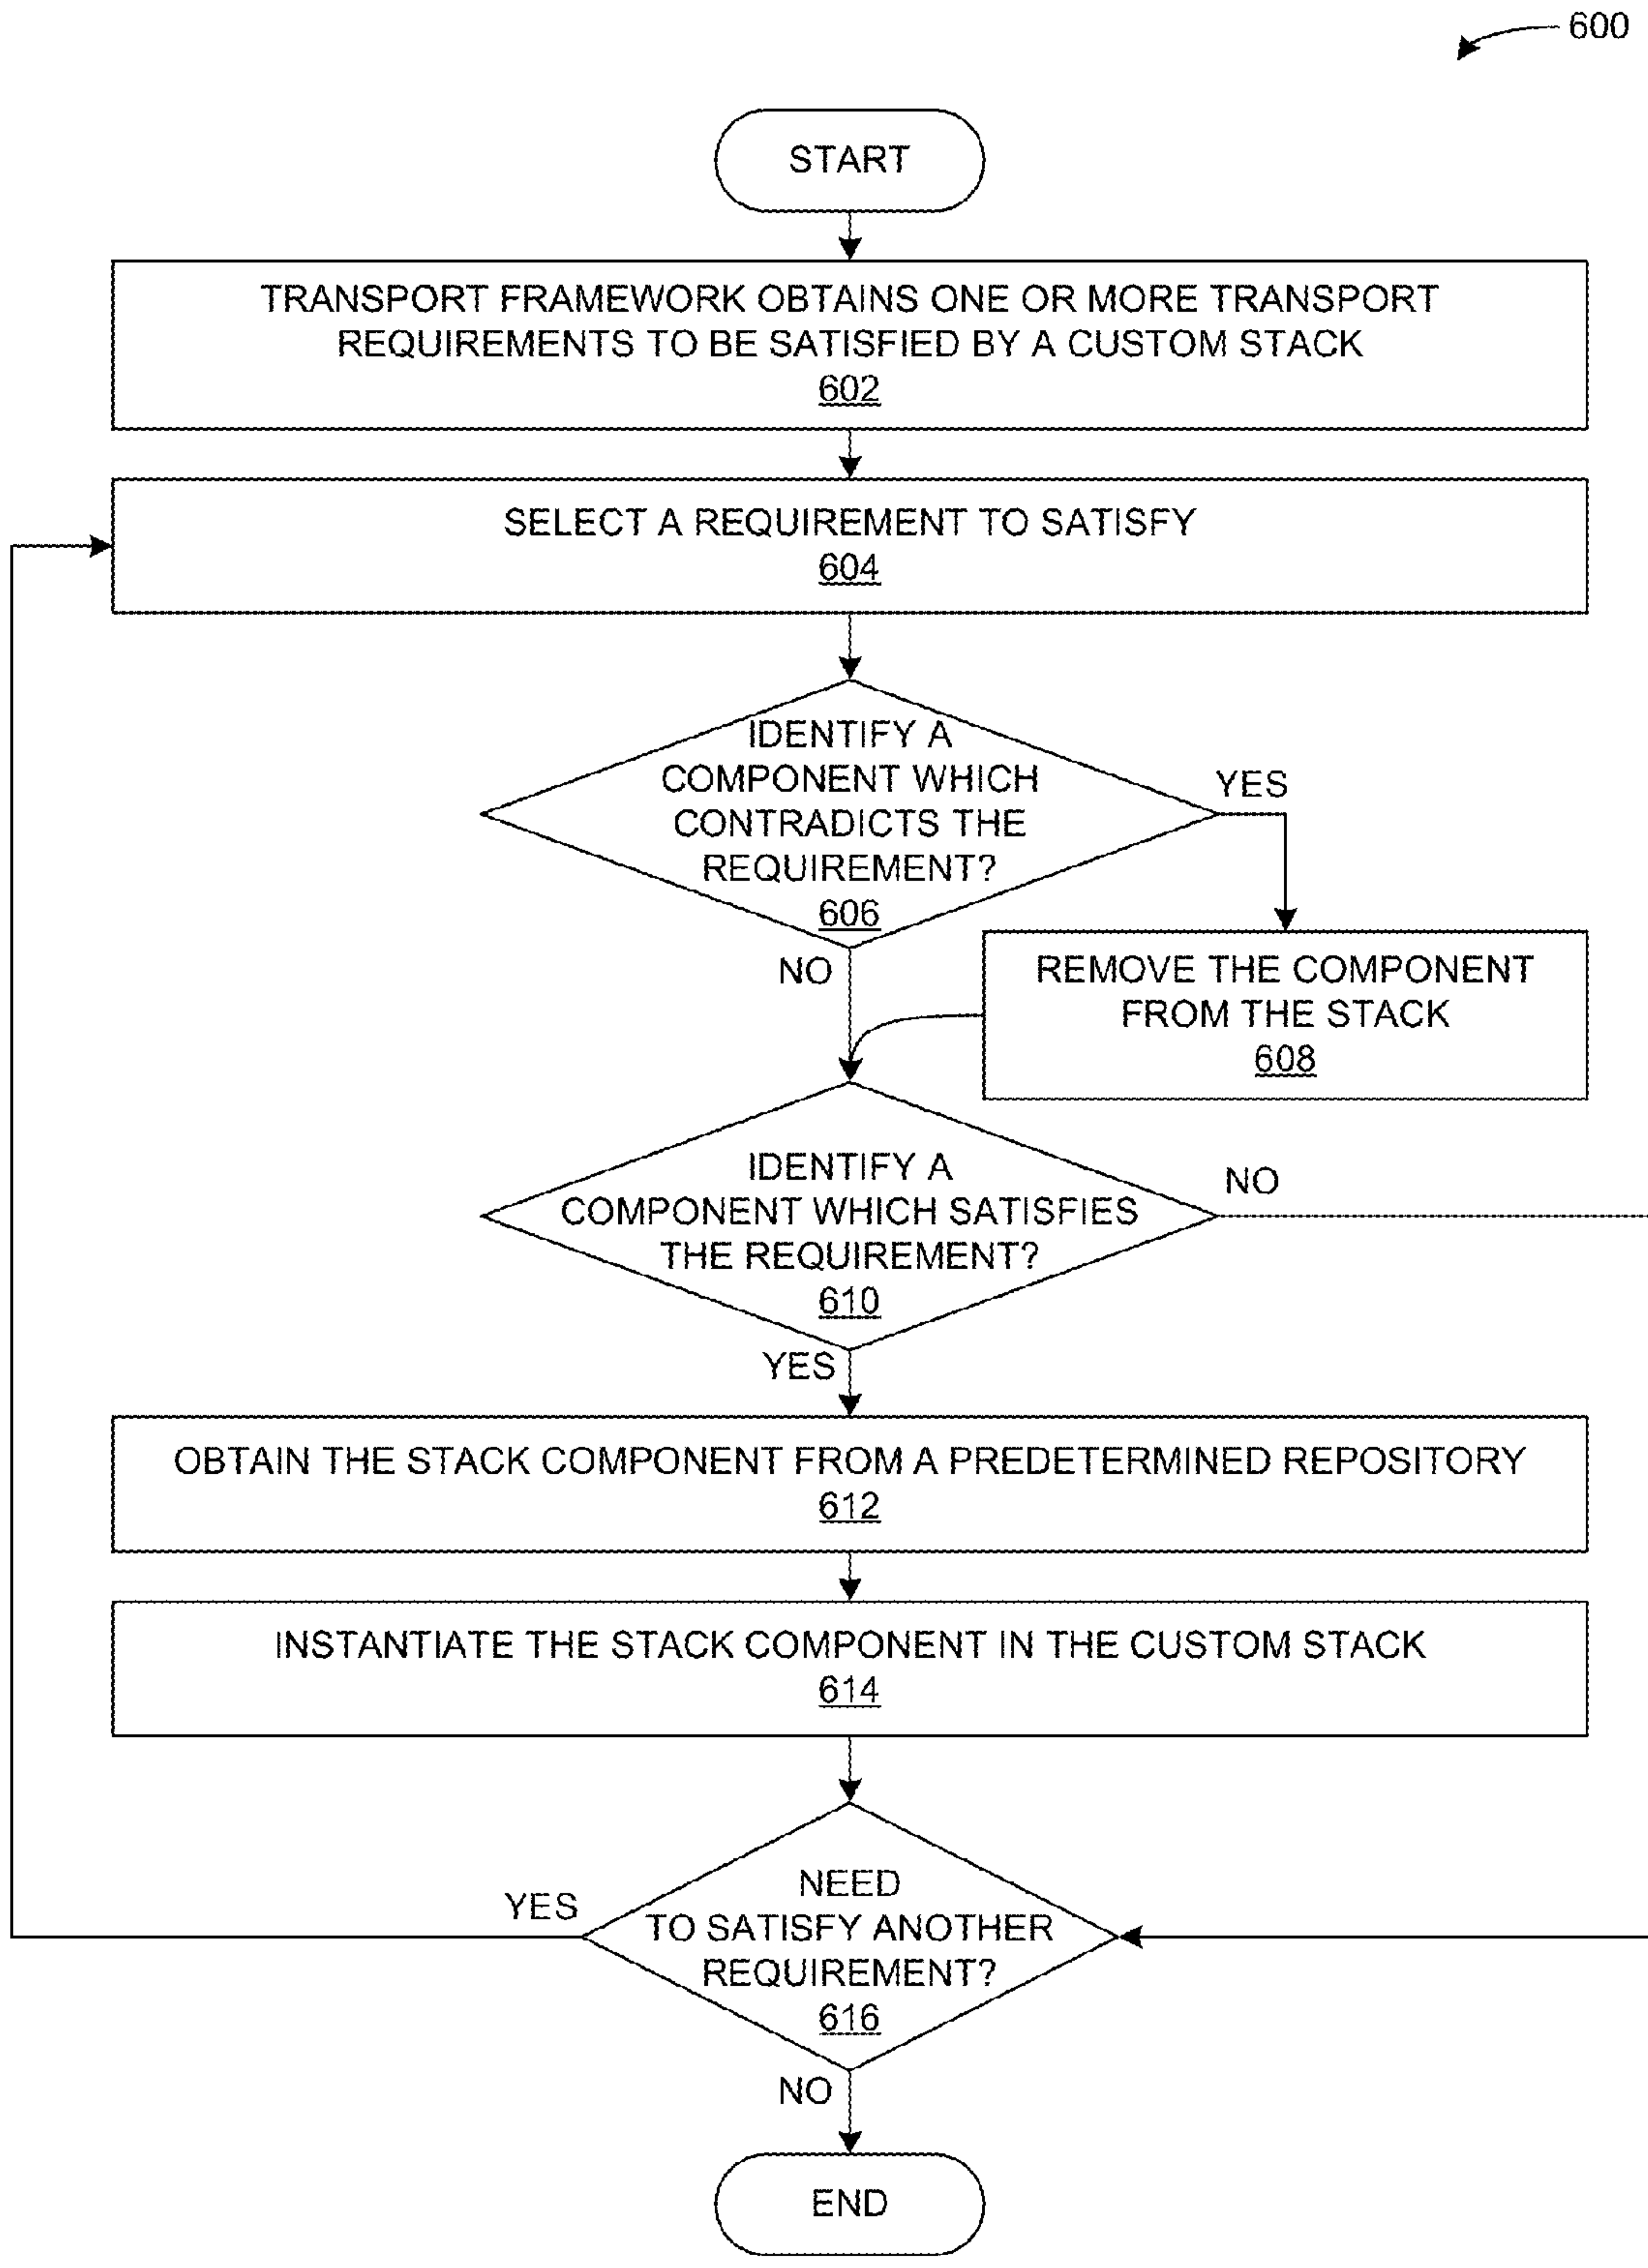 600
START
TRANSPORT FRAMEWORK OBTAINS ONE OR MORE TRANSPORT
REQUIREMENTS TO BE SATISFIED BY A CUSTOM STACK
602
SELECT A REQUIREMENT TO SATISFY
604
IDENTIFY A
COMPONENT WHICH
CONTRADICTS THE
REQUIREMENT?
606
YES
NO
REMOVE THE COMPONENT
FROM THE STACK
608
IDENTIFY A
COMPONENT WHICH SATISFIES
THE REQUIREMENT?
610
NO
YES
OBTAIN THE STACK COMPONENT FROM A PREDETERMINED REPOSITORY
612
INSTANTIATE THE STACK COMPONENT IN THE CUSTOM STACK
614
NEED
TO SATISFY ANOTHER
REQUIREMENT?
616
YES
NO
END